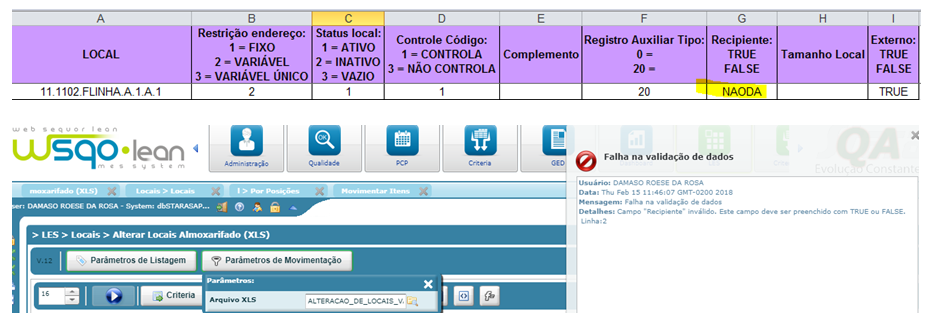 A B C D E F G H I
LOCAL
Restrição endereço:
1 = FIXO
2 = VARIÁVEL
3 = VARIÁVEL ÚNICO
Status local:
1 = ATIVO
2 = INATIVO
3 = VAZIO
Controle Código:
1 = CONTROLA
3 = NÃO CONTROLA
Complemento
Registro Auxiliar Tipo:
0 =
20 =
Recipiente:
TRUE
FALSE
Tamanho Local
Externo:
TRUE
FALSE
11.1102.FLINHA.A.1.A.1 2 1 1 20 NAODA TRUE
web sequor lean
wsqo•lean
mes system
Administração
Qualidade
PCP
Criteria
GED
QA
Evolução Constante
Falha na validação de dados
Usuário: DAMASO ROESE DA ROSA
Data: Thu Feb 15 11:46:07 GMT-0200 2018
Mensagem: Falha na validação de dados
Detalhes: Campo "Recipiente" inválido. Este campo deve ser preenchido com TRUE ou FALSE.
Linha:2
moxarifado (XLS) Locais > Locais I > Por Posições Movimentar Itens
ser: DAMASO ROESE DA ROSA - System: dbSTARASAP...
> LES > Locais > Alterar Locais Almoxarifado (XLS)
V.12 Parâmetros de Listagem Parâmetros de Movimentação
Parâmetros:
16 Criteria
Arquivo XLS ALTERACAO_DE_LOCAIS_V.